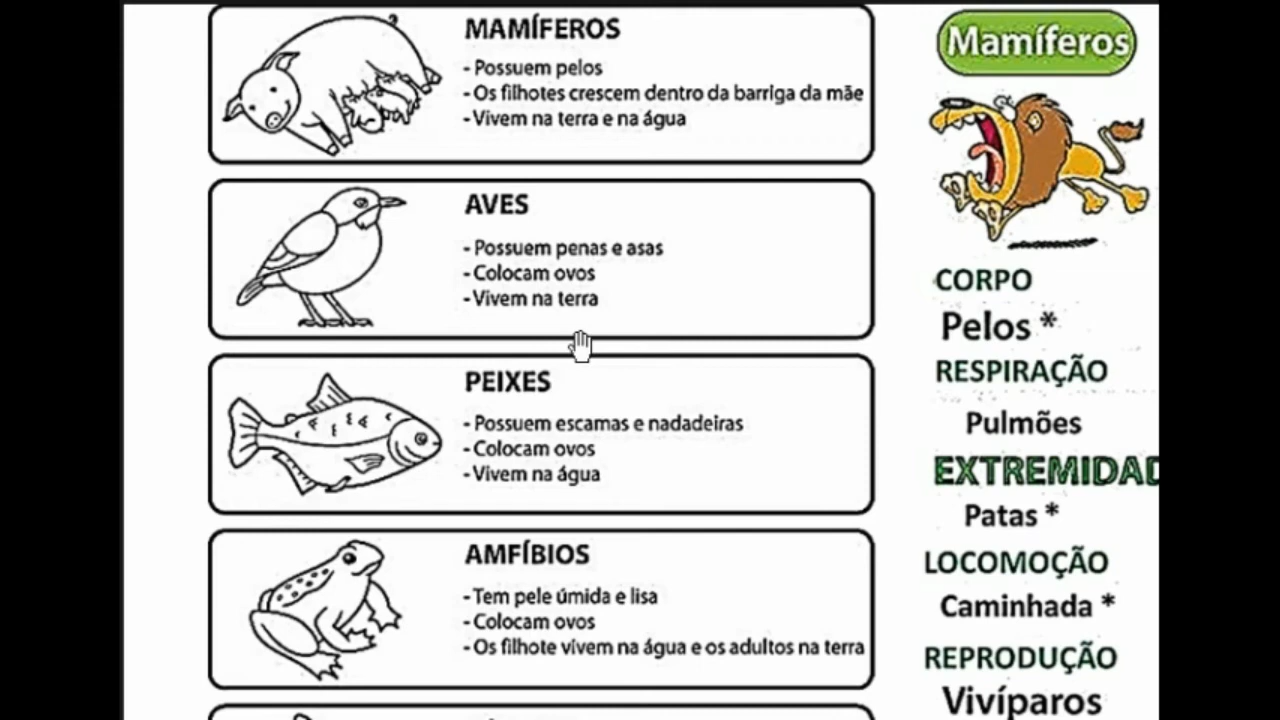 MAMÍFEROS
- Possuem pelos
- Os filhotes crescem dentro da barriga da mãe
- Vivem na terra e na água
AVES
- Possuem penas e asas
- Colocam ovos
- Vivem na terra
PEIXES
- Possuem escamas e nadadeiras
- Colocam ovos
- Vivem na água
AMFÍBIOS
- Tem pele úmida e lisa
- Colocam ovos
- Os filhote vivem na água e os adultos na terra
Mamíferos
CORPO
Pelos *
RESPIRAÇÃO
Pulmões
EXTREMIDAD
Patas *
LOCOMOÇÃO
Caminhada *
REPRODUÇÃO
Vivíparos